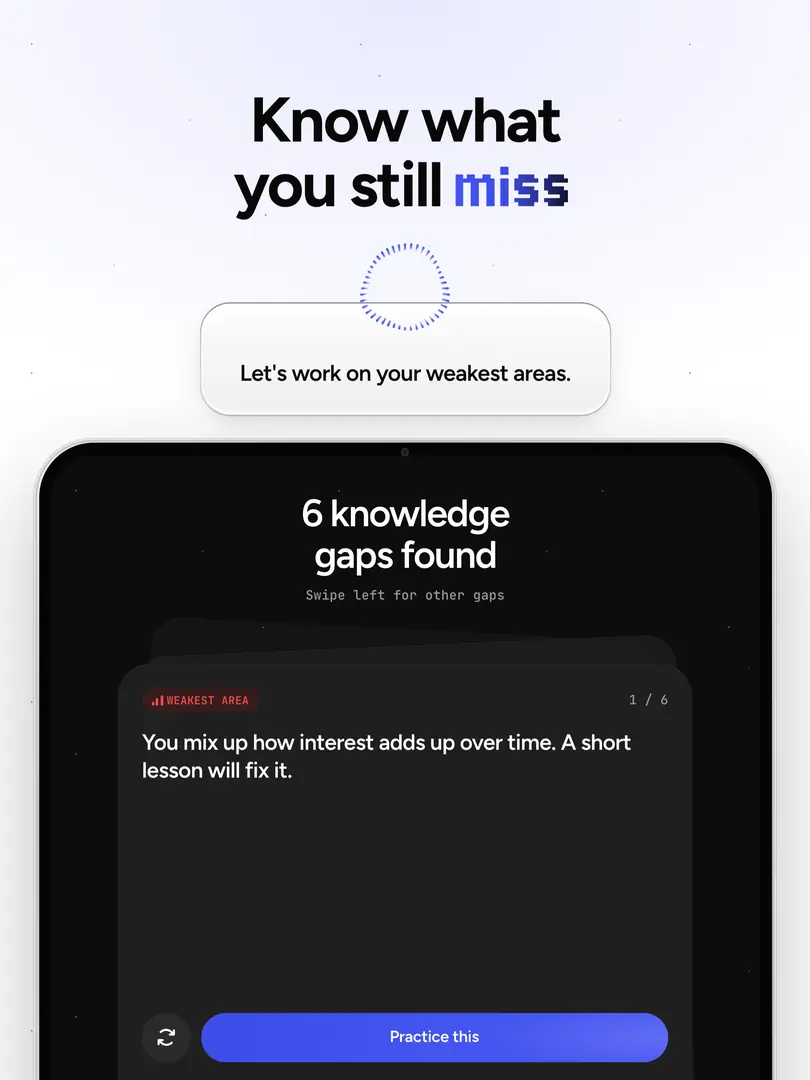 Know what
you still miss
Let's work on your weakest areas.
6 knowledge
gaps found
Swipe left for other gaps
WEAKEST AREA
1 / 6
You mix up how interest adds up over time. A short
lesson will fix it.
Practice this